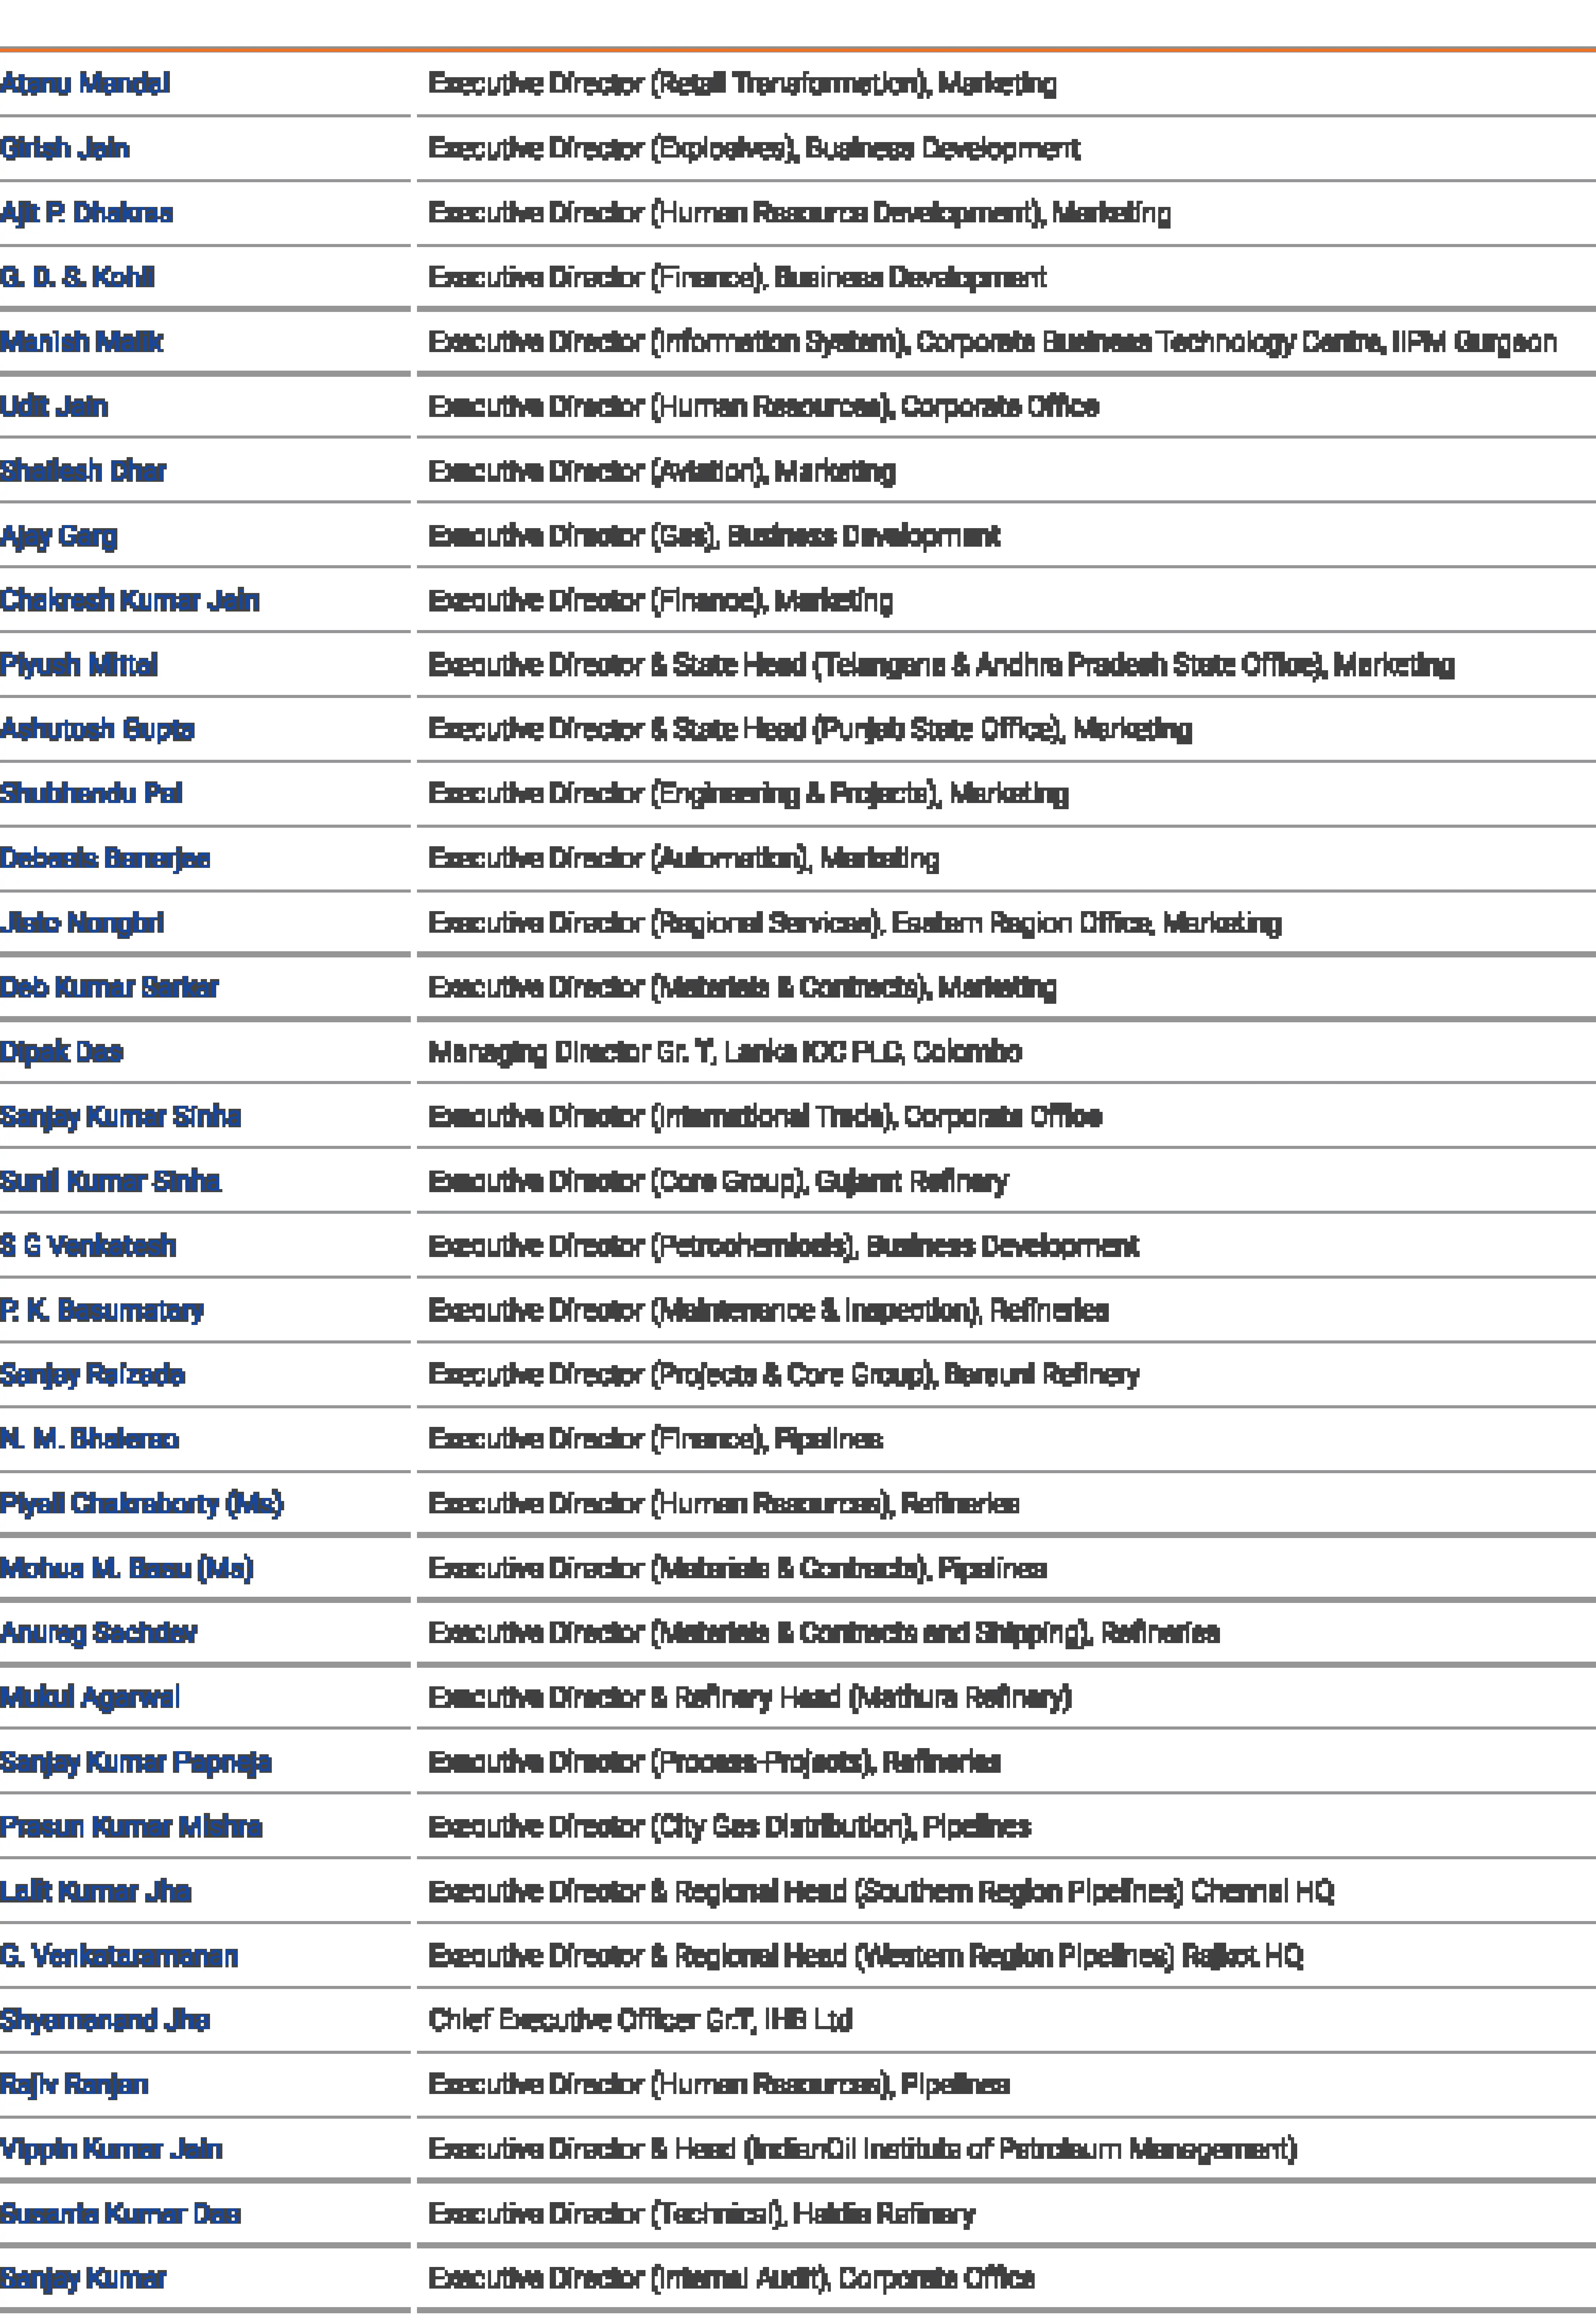 Atanu Mandal Executive Director (Retail Transformation), Marketing
Girish Jain Executive Director (Explosives), Business Development
Ajit P. Dhakras Executive Director (Human Resource Development), Marketing
G. D. S. Kohli Executive Director (Finance), Business Development
Manish Malik Executive Director (Information System), Corporate Business Technology Centre, IIPM Gurgaon
Udit Jain Executive Director (Human Resources), Corporate Office
Shailesh Dhar Executive Director (Aviation), Marketing
Ajay Garg Executive Director (Gas), Business Development
Chakresh Kumar Jain Executive Director (Finance), Marketing
Piyush Mittal Executive Director & State Head (Telangana & Andhra Pradesh State Office), Marketing
Ashutosh Gupta Executive Director & State Head (Punjab State Office), Marketing
Shubhendu Pal Executive Director (Engineering & Projects), Marketing
Debasis Banerjee Executive Director (Automation), Marketing
Nongbri Executive Director (Regional Services), Eastern Region Office, Marketing
Deb Kumar Sarkar Executive Director (Materials & Contracts), Marketing
Dipak Das Managing Director Gr. 'I', Lanka IOC PLC, Colombo
Sanjay Kumar Sinha Executive Director (International Trade), Corporate Office
Sunil Kumar Sinha Executive Director (Core Group), Gujarat Refinery
S G Venkatesh Executive Director (Petrochemicals), Business Development
P. K. Basumatary Executive Director (Maintenance & Inspection), Refineries
Sanjay Raizada Executive Director (Projects & Core Group), Barauni Refinery
N. M. Executive Director (Finance), Pipelines
Piyali Chakraborty (Ms) Executive Director (Human Resources), Refineries
Mohua M. Basu (Ms) Executive Director (Materials & Contracts), Pipelines
Anurag Sachdev Executive Director (Materials & Contracts and Shipping), Refineries
Mukul Agarwal Executive Director & Refinery Head (Mathura Refinery)
Sanjay Kumar Papneja Executive Director (Process-Projects), Refineries
Prasun Kumar Mishra Executive Director (City Gas Distribution), Pipelines
Lalit Kumar Jha Executive Director & Regional Head (Southern Region Pipelines) Chennai HQ
G. Venkataramanan Executive Director & Regional Head (Western Region Pipelines) Rajkot HQ
Shyamanand Jha Chief Executive Officer Gr.'I', IHB Ltd
Rajiv Ranjan Executive Director (Human Resources), Pipelines
Vippin Kumar Jain Executive Director & Head (IndianOil Institute of Petroleum Management)
Susanta Kumar Das Executive Director (Technical), Haldia Refinery
Sanjay Kumar Executive Director (Internal Audit), Corporate Office